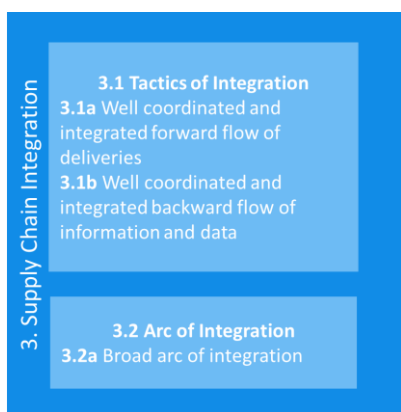 3. Supply Chain Integration
3.1 Tactics of Integration
3.1a Well coordinated and
integrated forward flow of
deliveries
3.1b Well coordinated and
integrated backward flow of
information and data
3.2 Arc of Integration
3.2a Broad arc of integration